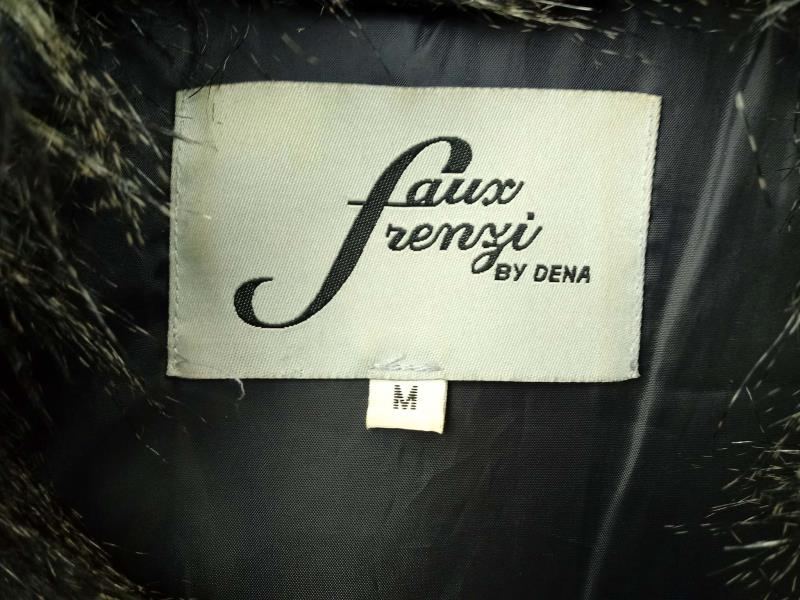 faux
frenzi
BY DENA
M